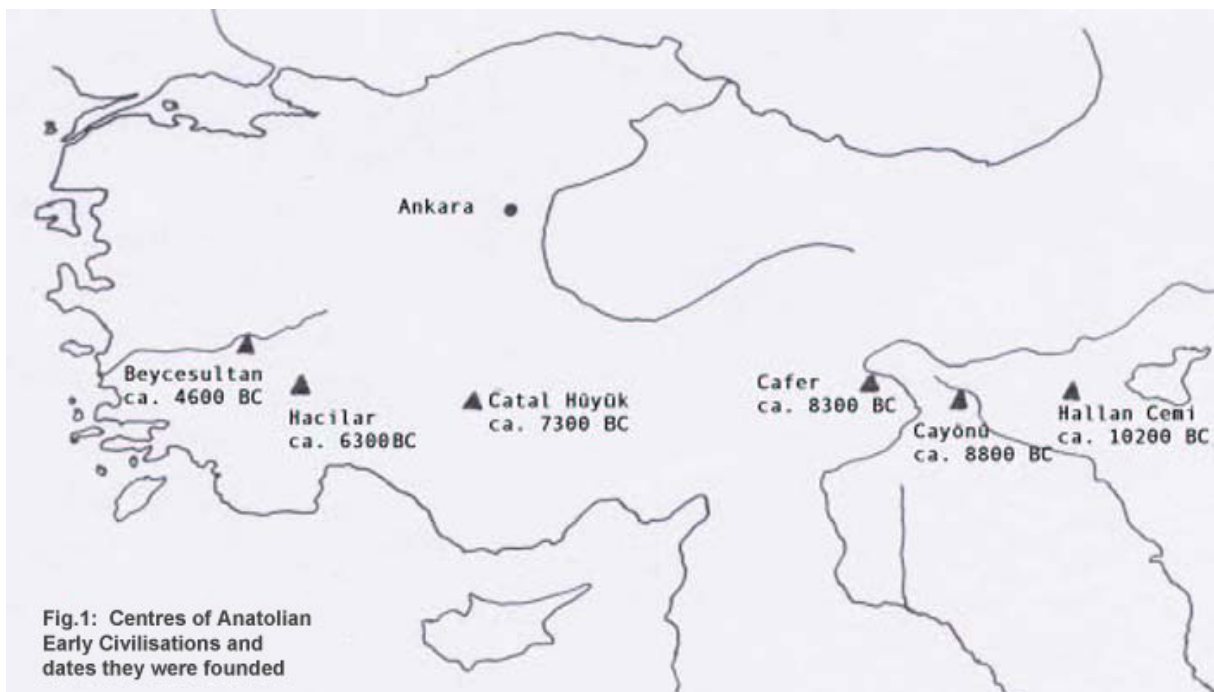 Ankara
Beycesultan
ca. 4600 BC
Hacilar
ca. 6300BC
Catal Hüyük
ca. 7300 BC
Cafer
ca. 8300 BC
Cayönü
ca. 8800 BC
Hallan Cemi
ca. 10200 BC
Fig.1: Centres of Anatolian
Early Civilisations and
dates they were founded